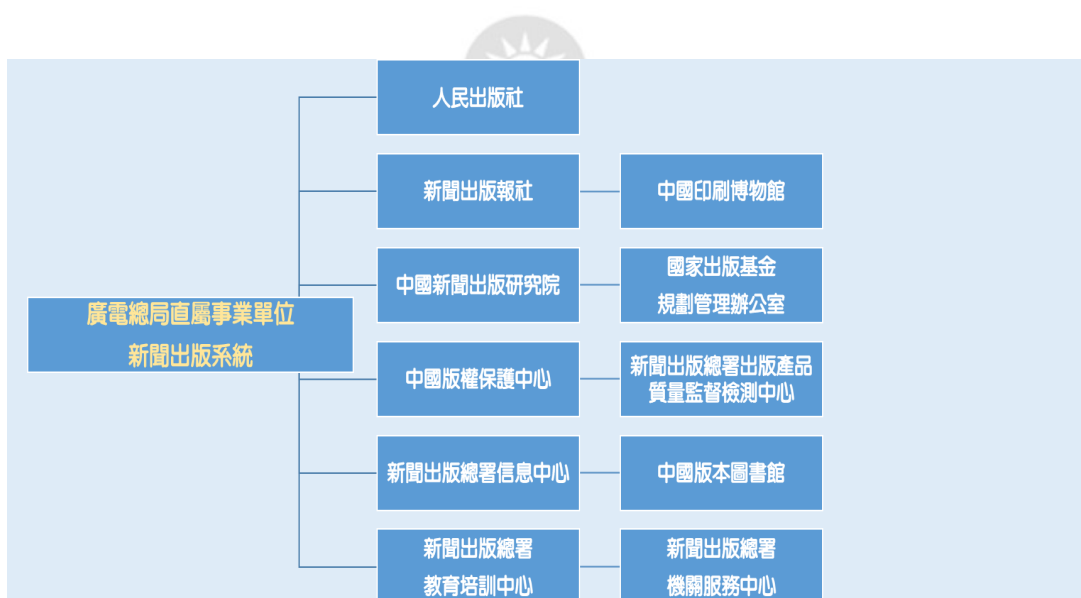 人民出版社
新聞出版報社
中國印刷博物館
中國新聞出版研究院
國家出版基金
規劃管理辦公室
廣電總局直屬事業單位
新聞出版系統
中國版權保護中心
新聞出版總署出版產品
質量監督檢測中心
新聞出版總署信息中心
中國版本圖書館
新聞出版總署
教育培訓中心
新聞出版總署
機關服務中心